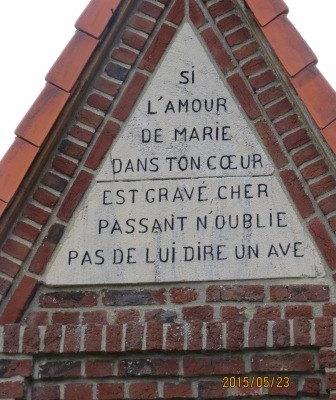 SI
L'AMOUR
DE MARIE
DANS TON CŒUR
EST GRAVÉ, CHER
PASSANT N'OUBLIE
PAS DE LUI DIRE UN AVE
2015/05/23